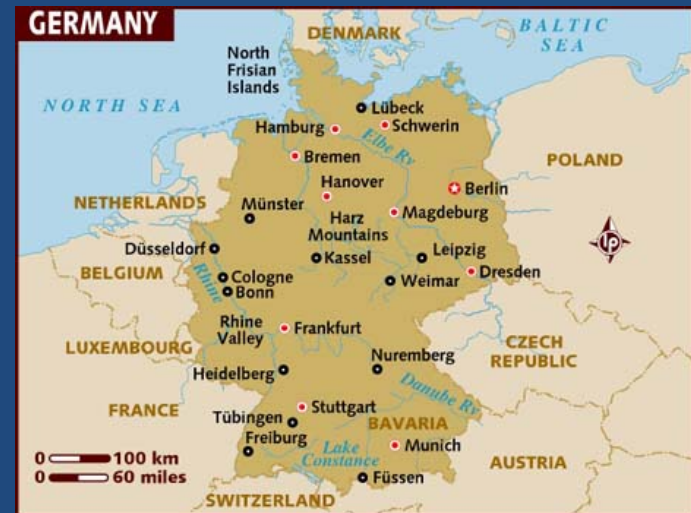 GERMANY
DENMARK
BALTIC
SEA
North
Frisian
Islands
NORTH SEA
Lübeck
Hamburg
Schwerin
Elbe Rv
Bremen
POLAND
Hanover
Berlin
NETHERLANDS
Münster
Magdeburg
Harz
Mountains
lp
Düsseldorf
Kassel
Leipzig
BELGIUM
Cologne
Weimar
Dresden
Bonn
Rhine
Rhine
Valley
Frankfurt
LUXEMBOURG
CZECH
REPUBLIC
Heidelberg
Nuremberg
Danube Rv
FRANCE
Stuttgart
Tübingen
BAVARIA
Freiburg
Lake
Constance
Munich
0 100 km
0 60 miles
Füssen
AUSTRIA
SWITZERLAND